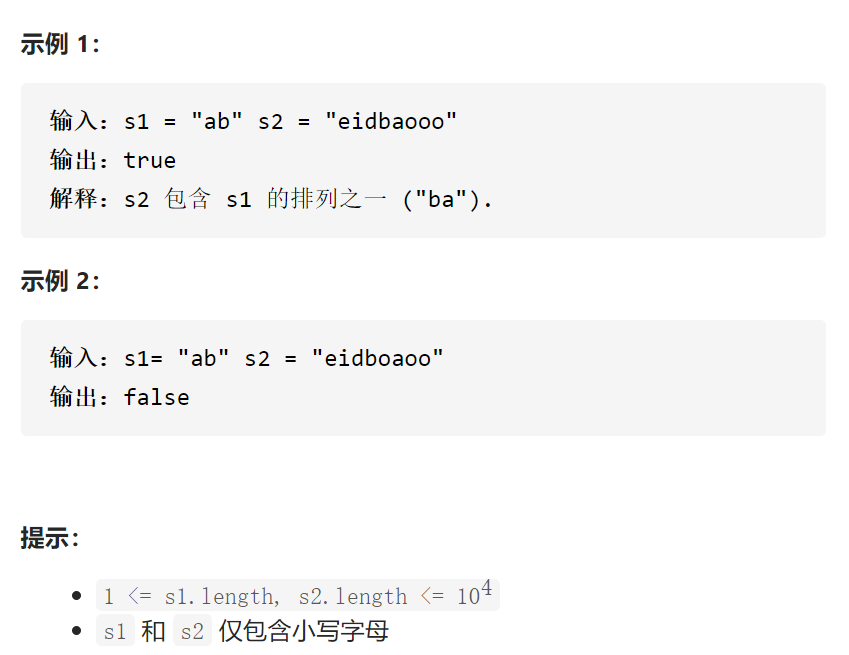 示例 1：
输入：s1 = "ab" s2 = "eidbaooo"
输出：true
解释：s2 包含 s1 的排列之一 ("ba").
示例 2：
输入：s1= "ab" s2 = "eidboaoo"
输出：false
提示：
• 1 <= s1.length, s2.length <= 10⁴
• s1 和 s2 仅包含小写字母